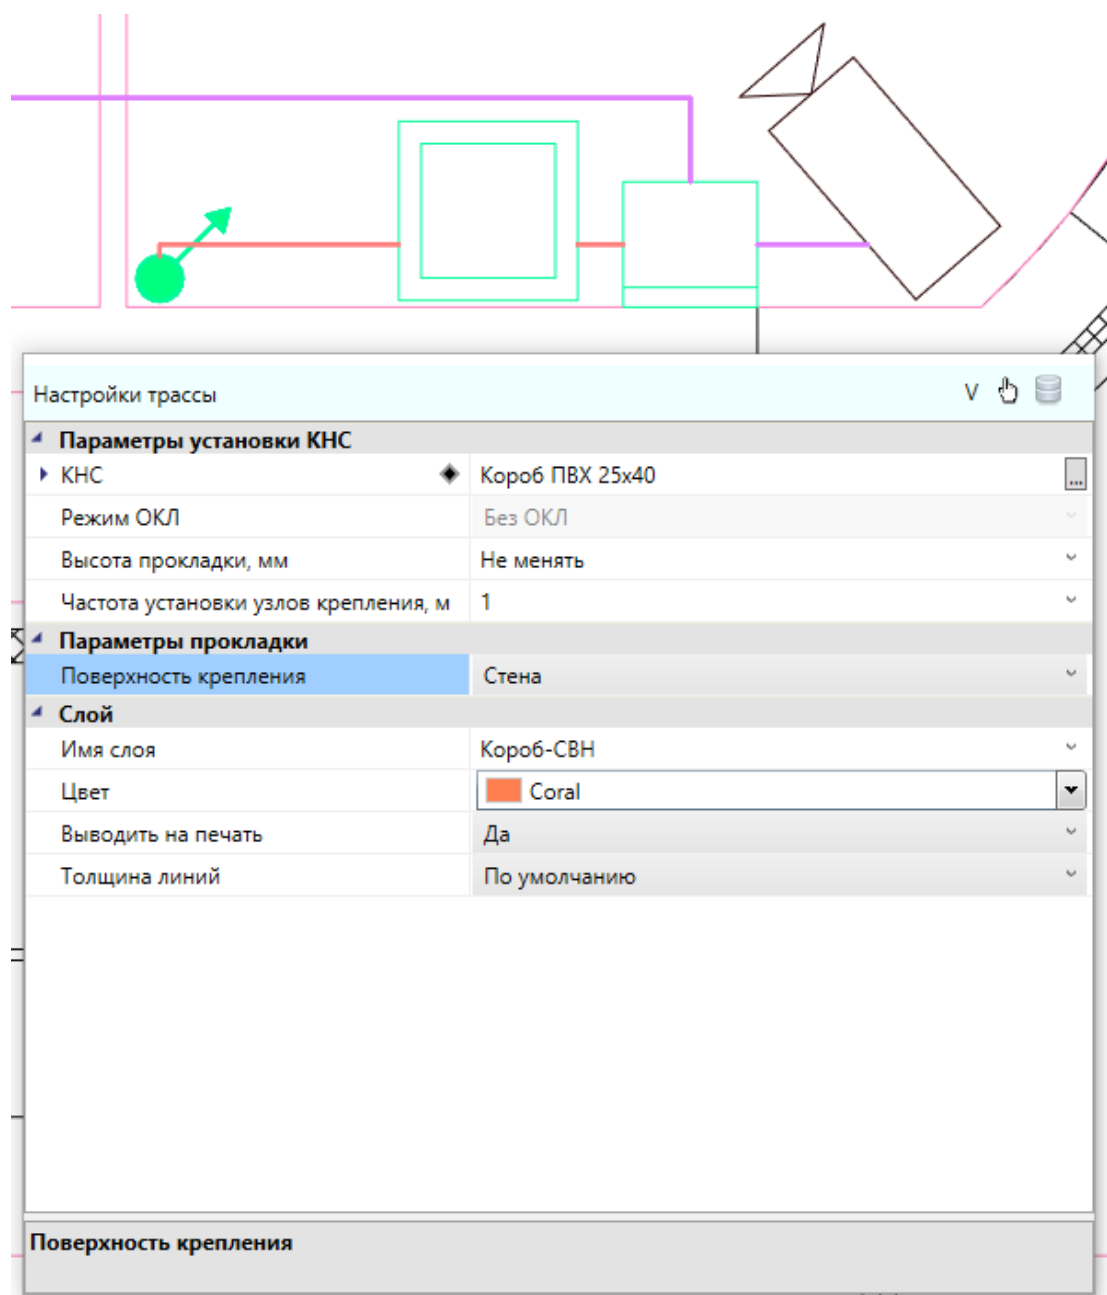 Настройки трассы V
Параметры установки КНС
КНС Короб ПВХ 25x40 ...
Режим ОКЛ Без ОКЛ
Высота прокладки, мм Не менять
Частота установки узлов крепления, м 1
Параметры прокладки
Поверхность крепления Стена
Слой
Имя слоя Короб-СВН
Цвет Coral
Выводить на печать Да
Толщина линий По умолчанию
Поверхность крепления